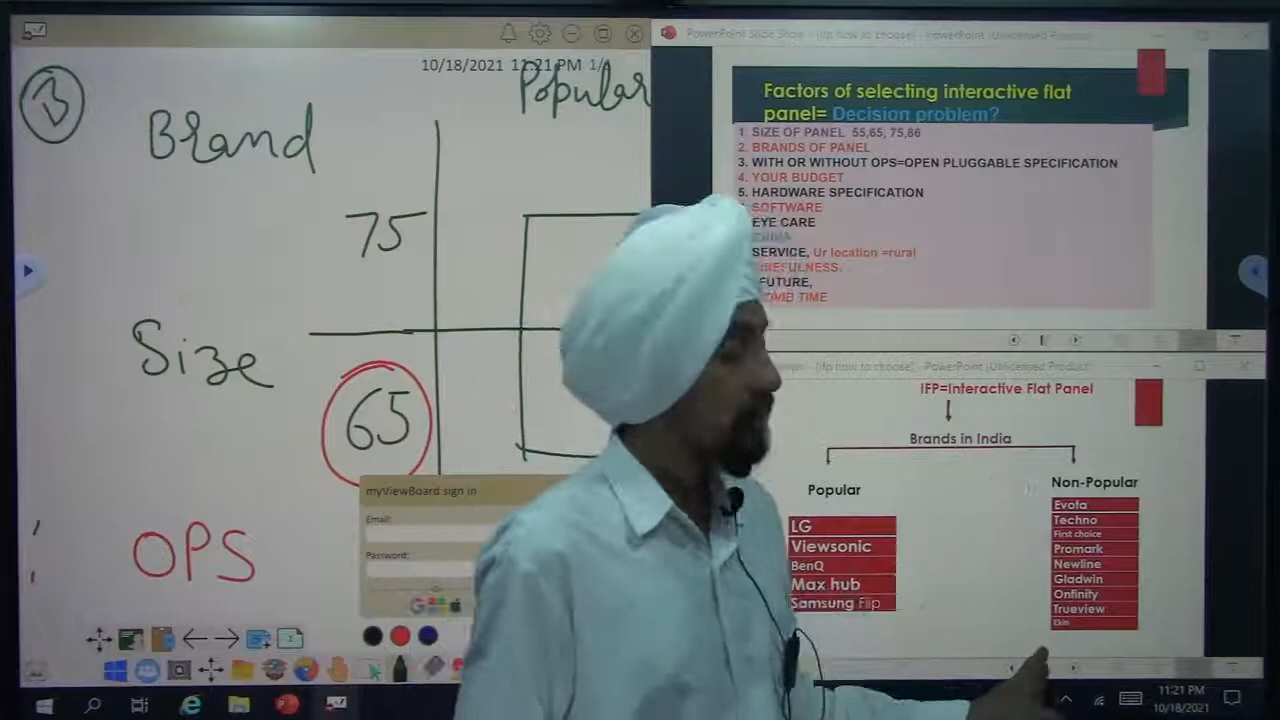 10/18/2021 11:21 PM 1/
3
Brand
Popular
75
Size
65
OPS
myViewBoard sign in
Email:
Password:
Factors of selecting interactive flat
panel= Decision problem?
1. SIZE OF PANEL 55,65, 75,86
2. BRANDS OF PANEL
3. WITH OR WITHOUT OPS=OPEN PLUGGABLE SPECIFICATION
4. YOUR BUDGET
5. HARDWARE SPECIFICATION
SOFTWARE
EYE CARE
SERVICE, Ur location =rural
FUTURE,
TIME
IFP=Interactive Flat Panel
Brands in India
Popular
LG
Viewsonic
BenQ
Max hub
Samsung Flip
Non-Popular
Evota
Techno
First choice
Promark
Newline
Gladwin
Onfinity
Trueview
Ekin
11:21 PM
10/18/2021